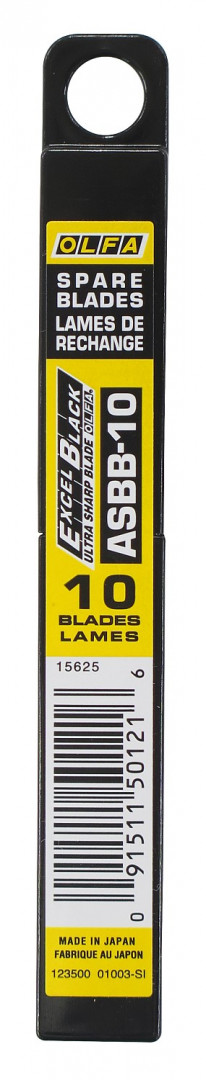 OLFA
SPARE
BLADES
LAMES DE
RECHANGE
EXCEL BLACK
ULTRA SHARP BLADE OLFA®
ASBB-10
10
BLADES
LAMES
15625
0 91511 50121 6
MADE IN JAPAN
FABRIQUE AU JAPON
123500 01003-SI